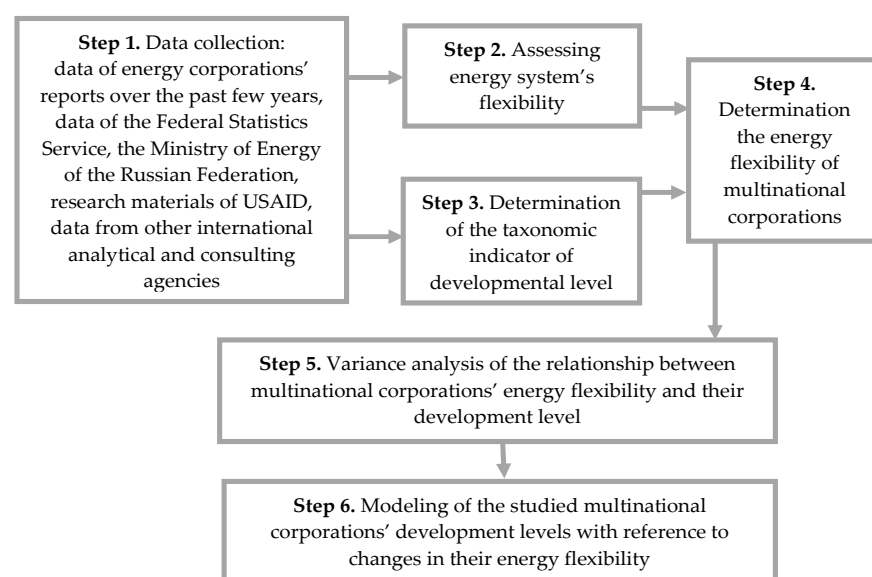 Step 1. Data collection:
data of energy corporations’
reports over the past few years,
data of the Federal Statistics
Service, the Ministry of Energy
of the Russian Federation,
research materials of USAID,
data from other international
analytical and consulting
agencies
Step 2. Assessing
energy system’s
flexibility
Step 3. Determination
of the taxonomic
indicator of
developmental level
Step 4.
Determination
the energy
flexibility of
multinational
corporations
Step 5. Variance analysis of the relationship between
multinational corporations’ energy flexibility and their
development level
Step 6. Modeling of the studied multinational
corporations’ development levels with reference to
changes in their energy flexibility